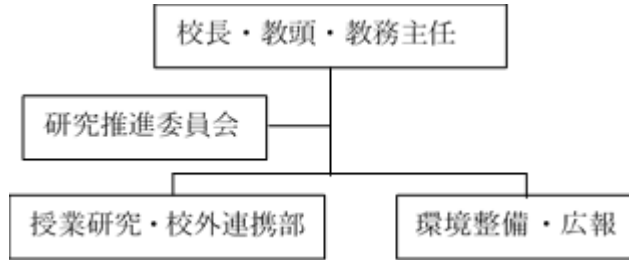 校長・教頭・教務主任
研究推進委員会
授業研究・校外連携部
環境整備・広報